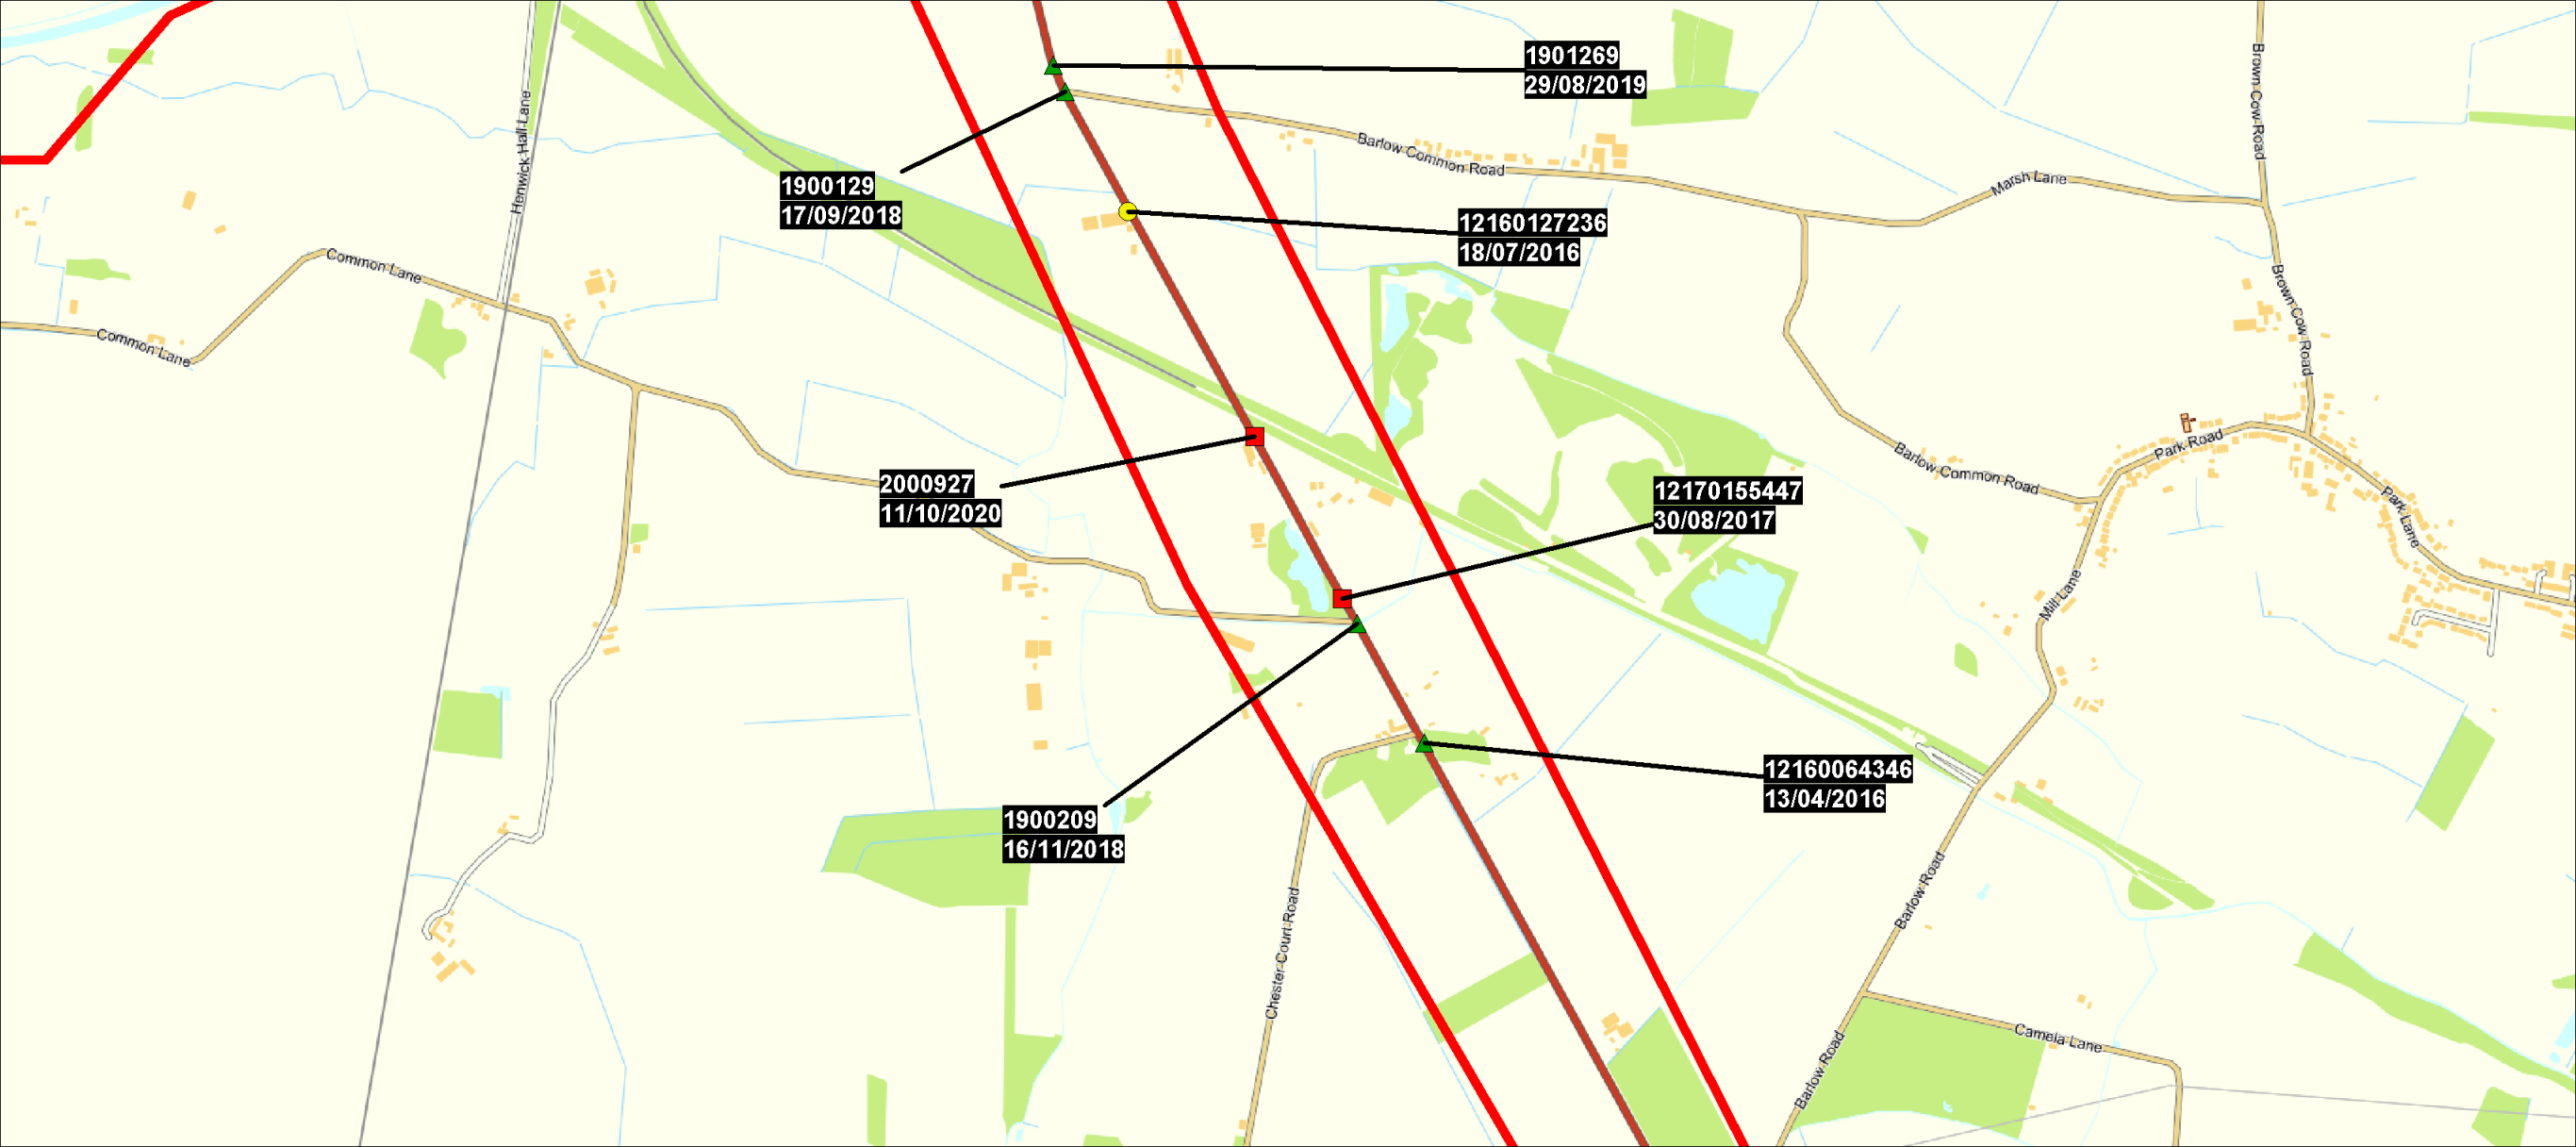 1901269
29/08/2019
Henwick Hall Lane
Brown Cow Road
Barlow Common Road
Marsh Lane
1900129
17/09/2018
12160127236
18/07/2016
Common Lane
Common Lane
Brown Cow Road
Park Road
Barlow Common Road
2000927
11/10/2020
12170155447
30/08/2017
Park Lane
Mill Lane
12160064346
13/04/2016
1900209
16/11/2018
Barlow Road
Chester Court Road
Camela Lane
Barlow Road